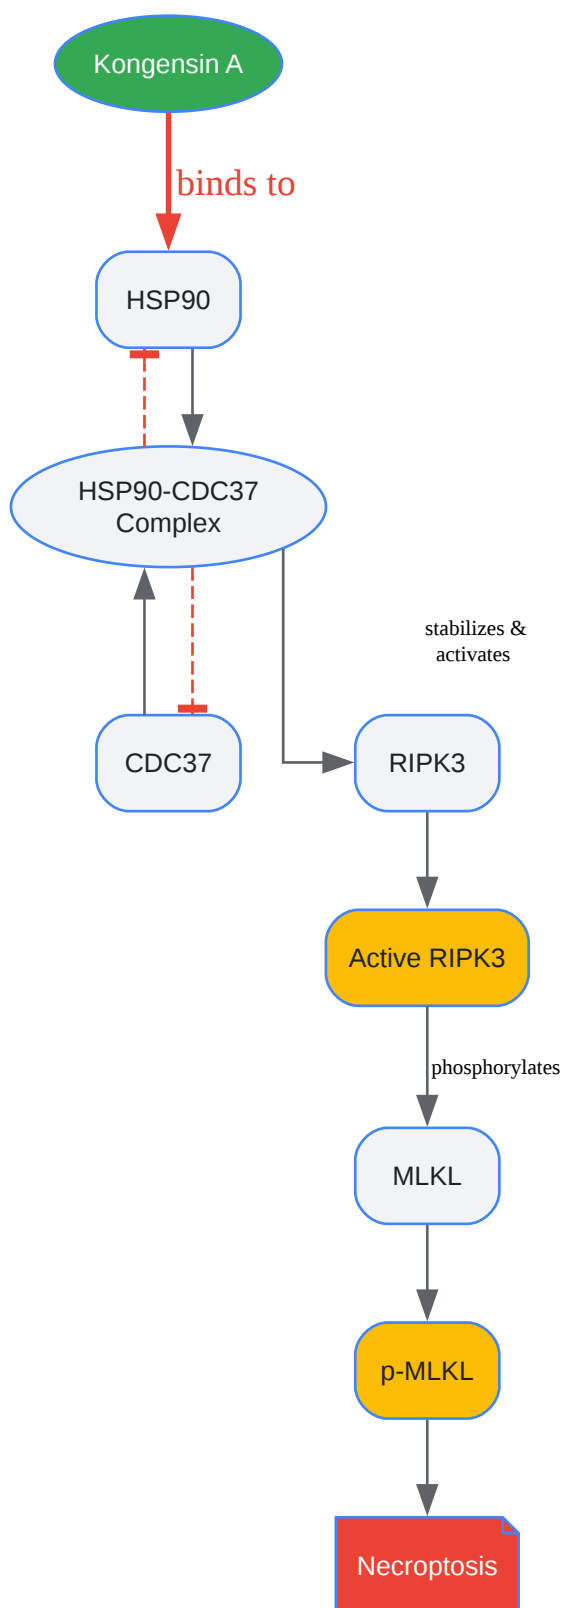 Kongensin A
binds to
HSP90
HSP90-CDC37
Complex
stabilizes &
activates
CDC37
RIPK3
Active RIPK3
phosphorylates
MLKL
p-MLKL
Necroptosis